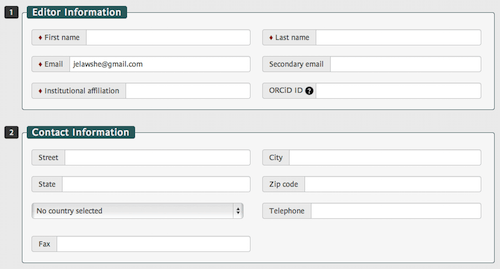 1 Editor Information
♦ First name ♦ Last name
♦ Email jelawshe@gmail.com Secondary email
♦ Institutional affiliation ORCiD ID ?
2 Contact Information
Street City
State Zip code
No country selected Telephone
Fax